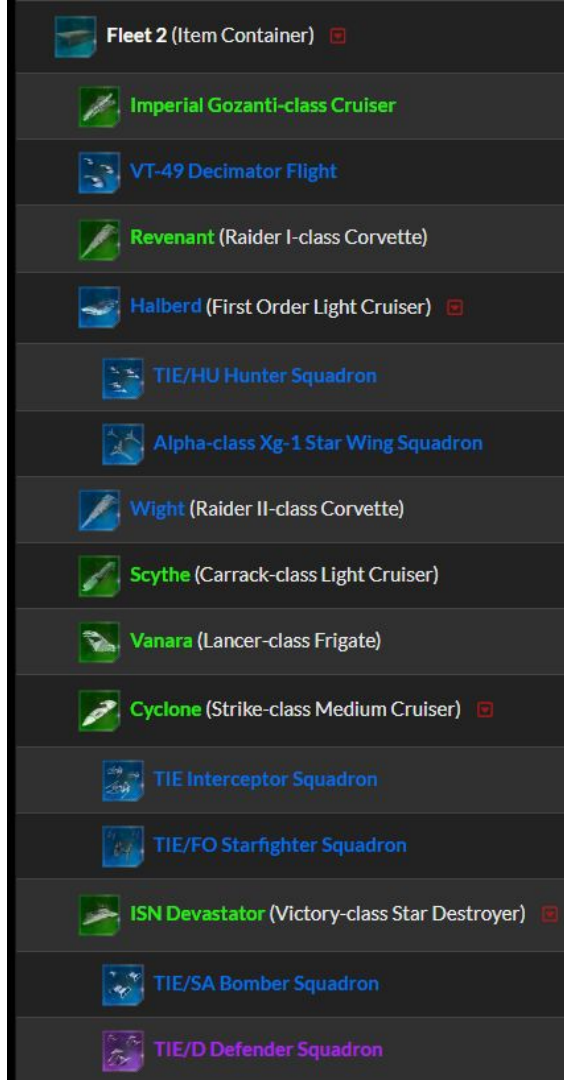 Fleet 2 (Item Container)
Imperial Gozanti-class Cruiser
VT-49 Decimator Flight
Revenant (Raider I-class Corvette)
Halberd (First Order Light Cruiser)
TIE/HU Hunter Squadron
Alpha-class Xg-1 Star Wing Squadron
Wight (Raider II-class Corvette)
Scythe (Carrack-class Light Cruiser)
Vanara (Lancer-class Frigate)
Cyclone (Strike-class Medium Cruiser)
TIE Interceptor Squadron
TIE/FO Starfighter Squadron
ISN Devastator (Victory-class Star Destroyer)
TIE/SA Bomber Squadron
TIE/D Defender Squadron